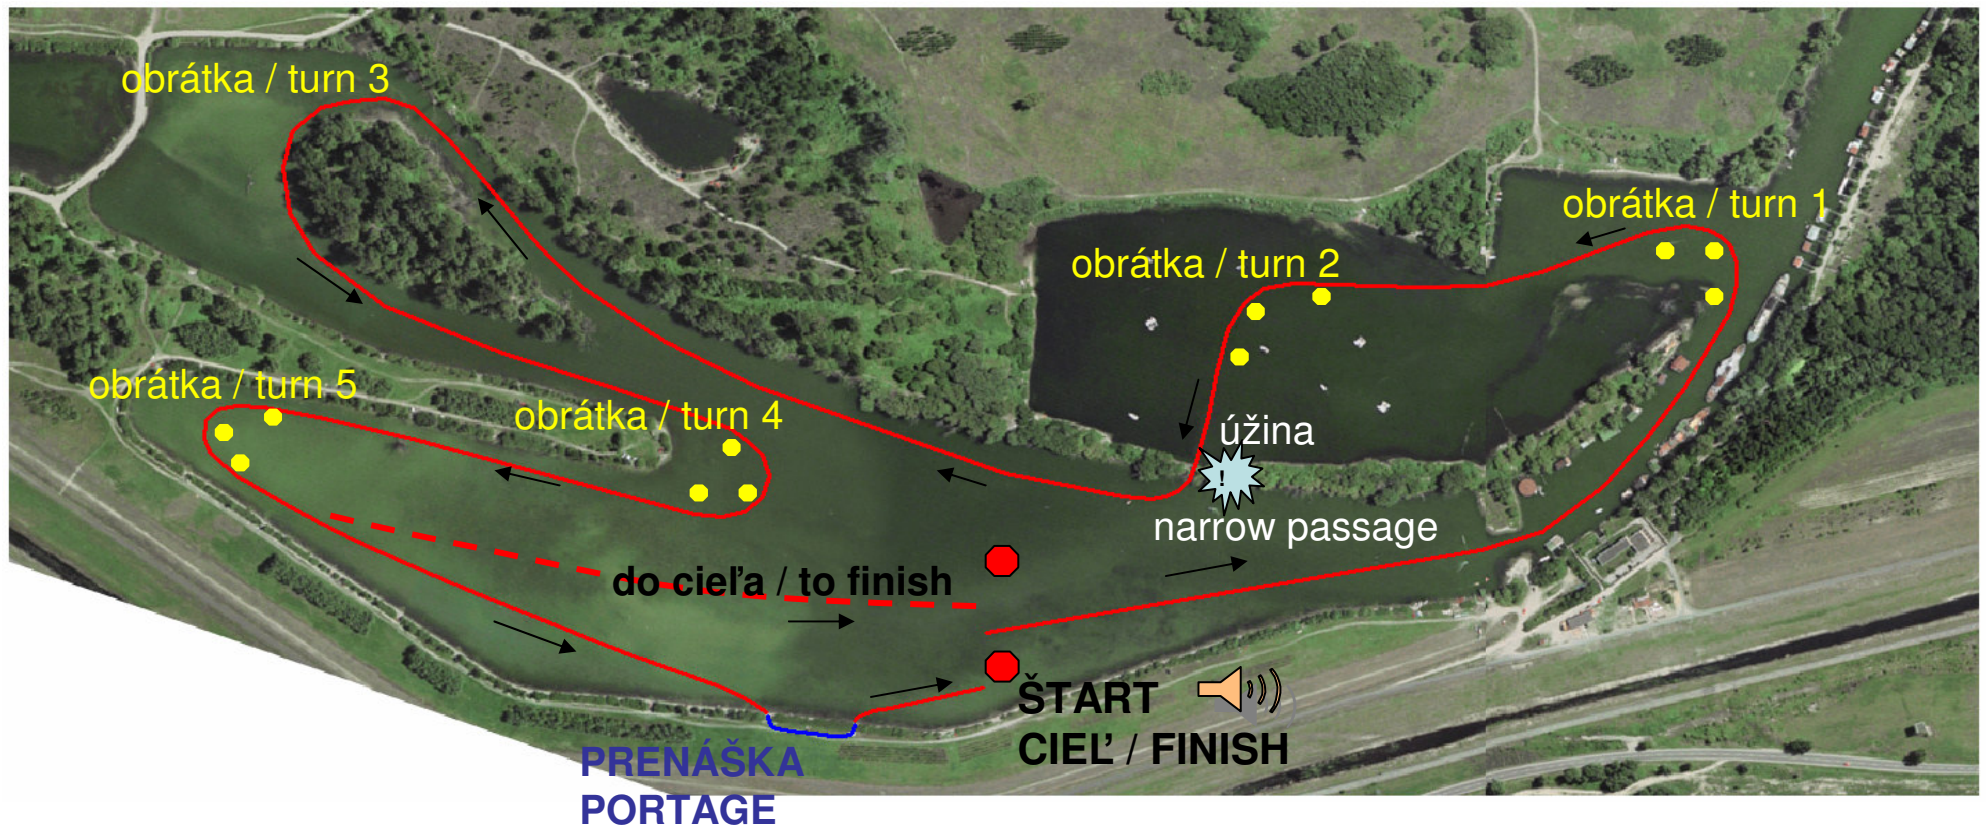 obrátka / turn 3
obrátka / turn 1
obrátka / turn 2
obrátka / turn 5
obrátka / turn 4
úžina
!
narrow passage
do cieľa / to finish
ŠTART
CIEĽ / FINISH
PRENÁŠKA
PORTAGE